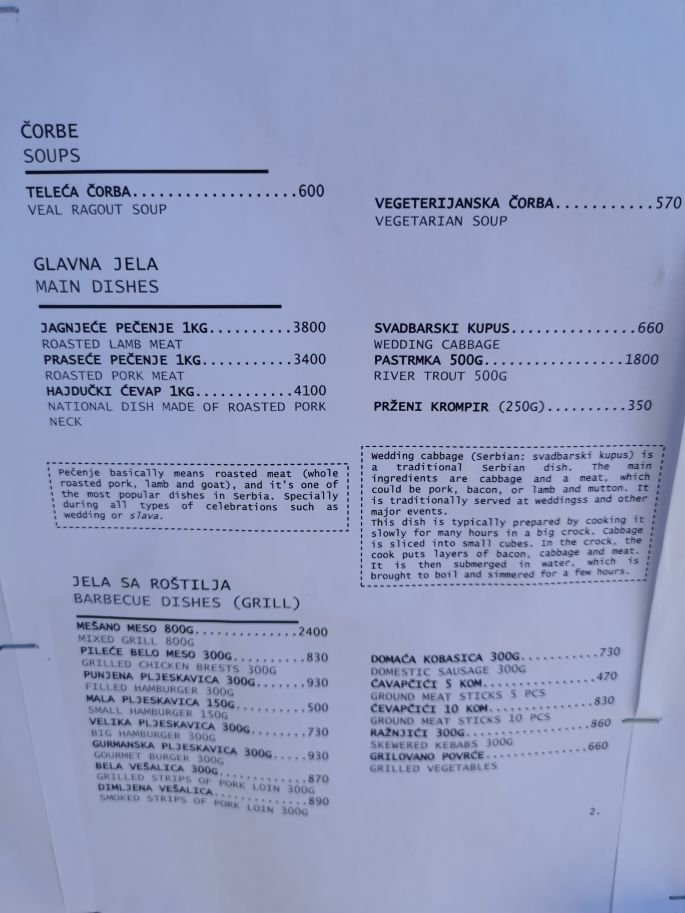 ČORBE
SOUPS
TELEĆA ČORBA...................600
VEAL RAGOUT SOUP
VEGETERIJANSKA ČORBA...........570
VEGETARIAN SOUP
GLAVNA JELA
MAIN DISHES
JAGNJEĆE PEČENJE 1KG..........3800
ROASTED LAMB MEAT
PRASEĆE PEČENJE 1KG...........3400
ROASTED PORK MEAT
HAJDUČKI ĆEVAP 1KG............4100
NATIONAL DISH MADE OF ROASTED PORK
NECK
SVADBARSKI KUPUS..............660
WEDDING CABBAGE
PASTRMKA 500G................1800
RIVER TROUT 500G
PRŽENI KROMPIR (250G).........350
Pečenje basically means roasted meat (whole
roasted pork, lamb and goat), and it's one of
the most popular dishes in Serbia. Specially
during all types of celebrations such as
wedding or slava.
Wedding cabbage (Serbian: svadbarski kupus) is
a traditional Serbian dish. The main
ingredients are cabbage and a meat, which
could be pork, bacon, or lamb and mutton. It
is traditionally served at weddingss and other
major events.
This dish is typically prepared by cooking it
slowly for many hours in a big crock. Cabbage
is sliced into small cubes. In the crock, the
cook puts layers of bacon, cabbage and meat.
It is then submerged in water, which is
brought to boil and simmered for a few hours.
JELA SA ROŠTILJA
BARBECUE DISHES (GRILL)
MEŠANO MESO 800G..............2400
MIXED GRILL 800G
PILEĆE BELO MESO 300G..........830
GRILLED CHICKEN BRESTS 300G
PUNJENA PLJESKAVICA 300G.......930
FILLED HAMBURGER 300G
MALA PLJESKAVICA 150G..........500
SMALL HAMBURGER 150G
VELIKA PLJESKAVICA 300G........730
BIG HAMBURGER 300G
GURMANSKA PLJESKAVICA 300G.....930
GOURMET BURGER 300G
BELA VEŠALICA 300G.............870
GRILLED STRIPS OF PORK LOIN 300G
DIMLJENA VEŠALICA..............890
SMOKED STRIPS OF PORK LOIN 300G
DOMAĆA KOBASICA 300G..........730
DOMESTIC SAUSAGE 300G
ĆAVAPČIĆI 5 KOM...............470
GROUND MEAT STICKS 5 PCS
ĆEVAPČIĆI 10 KOM..............830
GROUND MEAT STICKS 10 PCS
RAŽNJIĆI 300G.................860
SKEWERED KEBABS 300G
GRILOVANO POVRĆE..............660
GRILLED VEGETABLES
2.